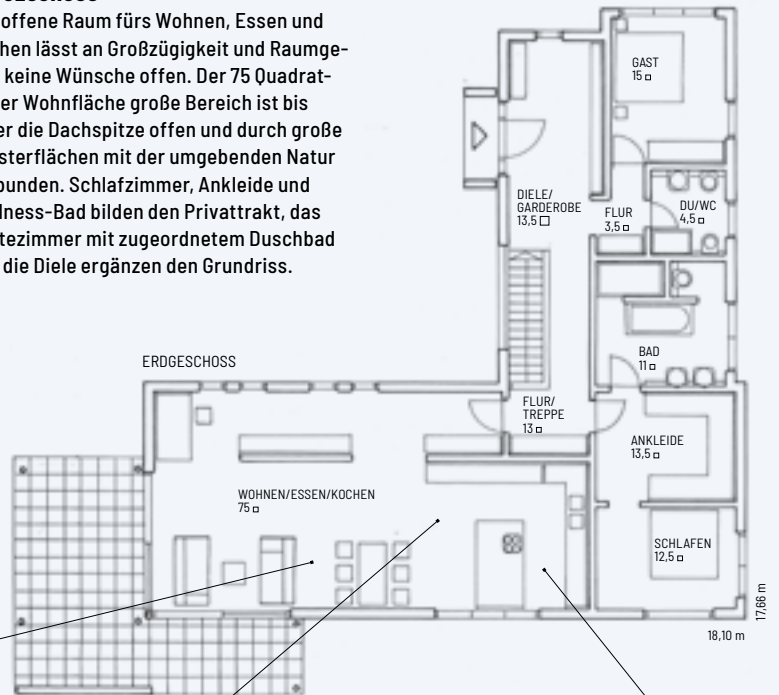 offene Raum fürs Wohnen, Essen und
hen lässt an Großzügigkeit und Raumge-
keine Wünsche offen. Der 75 Quadrat-
er Wohnfläche große Bereich ist bis
er die Dachspitze offen und durch große
sterflächen mit der umgebenden Natur
bunden. Schlafzimmer, Ankleide und
lness-Bad bilden den Privattrakt, das
tezimmer mit zugeordnetem Duschbad
die Diele ergänzen den Grundriss.
GAST
15 □
DIELE/
GARDEROBE
13,5 □
FLUR
3,5 □
DU/WC
4,5 □
BAD
11 □
ERDGESCHOSS
FLUR/
TREPPE
13 □
ANKLEIDE
13,5 □
WOHNEN/ESSEN/KOCHEN
75 □
SCHLAFEN
12,5 □
17,66 m
18,10 m